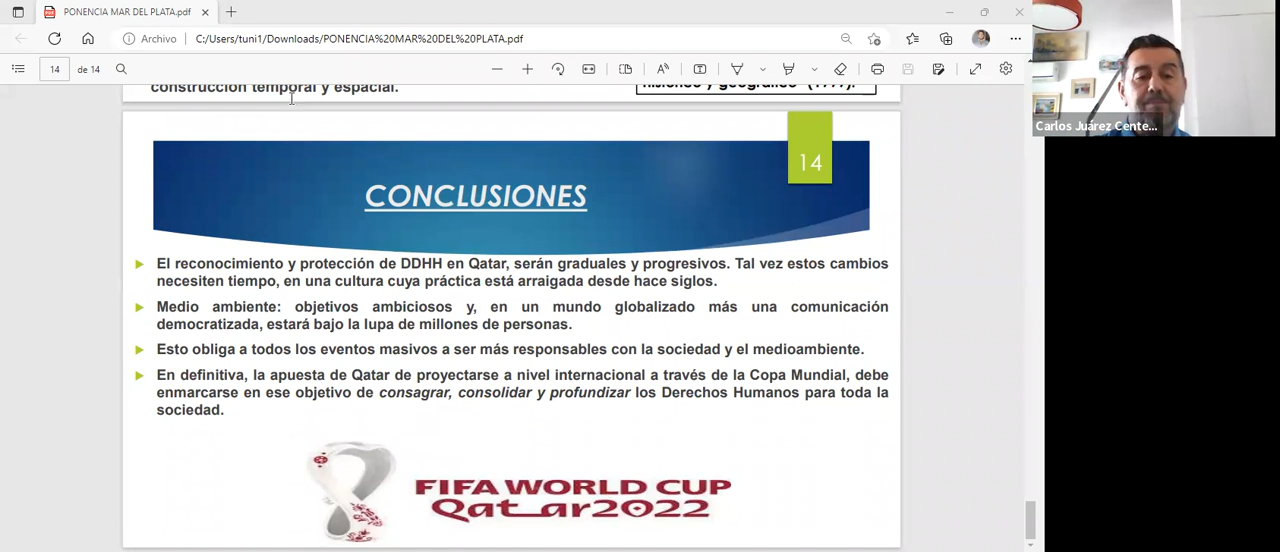 PONENCIA MAR DEL PLATA.pdf
Archivo
C:/Users/tuni1/Downloads/PONENCIA%20MAR%20DEL%20PLATA.pdf
14
de 14
construcción temporal y espacial.
14
CONCLUSIONES
El reconocimiento y protección de DDHH en Qatar, serán graduales y progresivos. Tal vez estos cambios
necesiten tiempo, en una cultura cuya práctica está arraigada desde hace siglos.
Medio ambiente: objetivos ambiciosos y, en un mundo globalizado más una comunicación
democratizada, estará bajo la lupa de millones de personas.
Esto obliga a todos los eventos masivos a ser más responsables con la sociedad y el medioambiente.
En definitiva, la apuesta de Qatar de proyectarse a nivel internacional a través de la Copa Mundial, debe
enmarcarse en ese objetivo de consagrar, consolidar y profundizar los Derechos Humanos para toda la
sociedad.
FIFA WORLD CUP
Qatar2022
Carlos Juárez Cente...